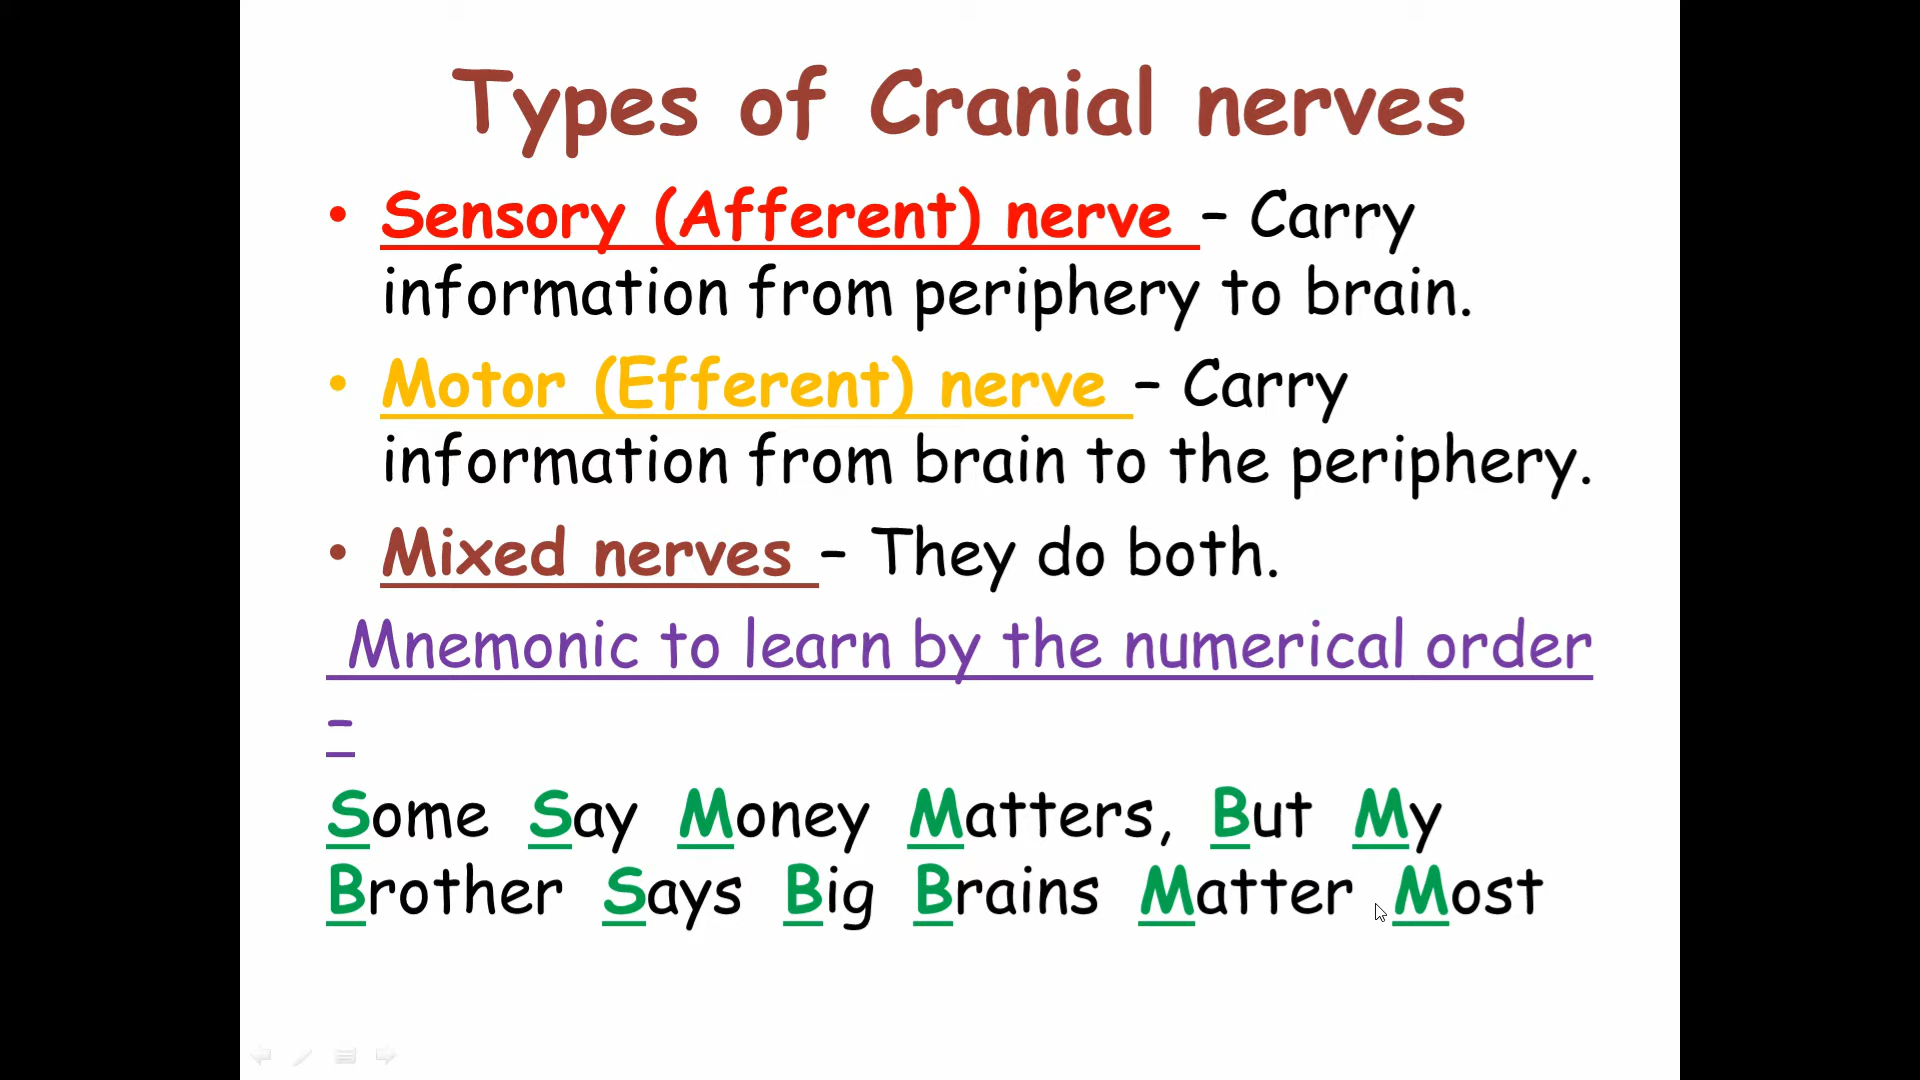 Types of Cranial nerves
• Sensory (Afferent) nerve – Carry
information from periphery to brain.
• Motor (Efferent) nerve – Carry
information from brain to the periphery.
• Mixed nerves – They do both.
Mnemonic to learn by the numerical order
–
Some Say Money Matters, But My
Brother Says Big Brains Matter Most